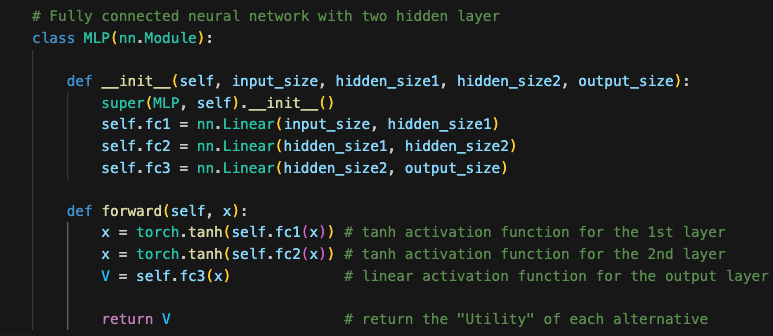 # Fully connected neural network with two hidden layer
class MLP(nn.Module):
def __init__(self, input_size, hidden_size1, hidden_size2, output_size):
super(MLP, self).__init__()
self.fc1 = nn.Linear(input_size, hidden_size1)
self.fc2 = nn.Linear(hidden_size1, hidden_size2)
self.fc3 = nn.Linear(hidden_size2, output_size)
def forward(self, x):
x = torch.tanh(self.fc1(x)) # tanh activation function for the 1st layer
x = torch.tanh(self.fc2(x)) # tanh activation function for the 2nd layer
V = self.fc3(x) # linear activation function for the output layer
return V # return the "Utility" of each alternative